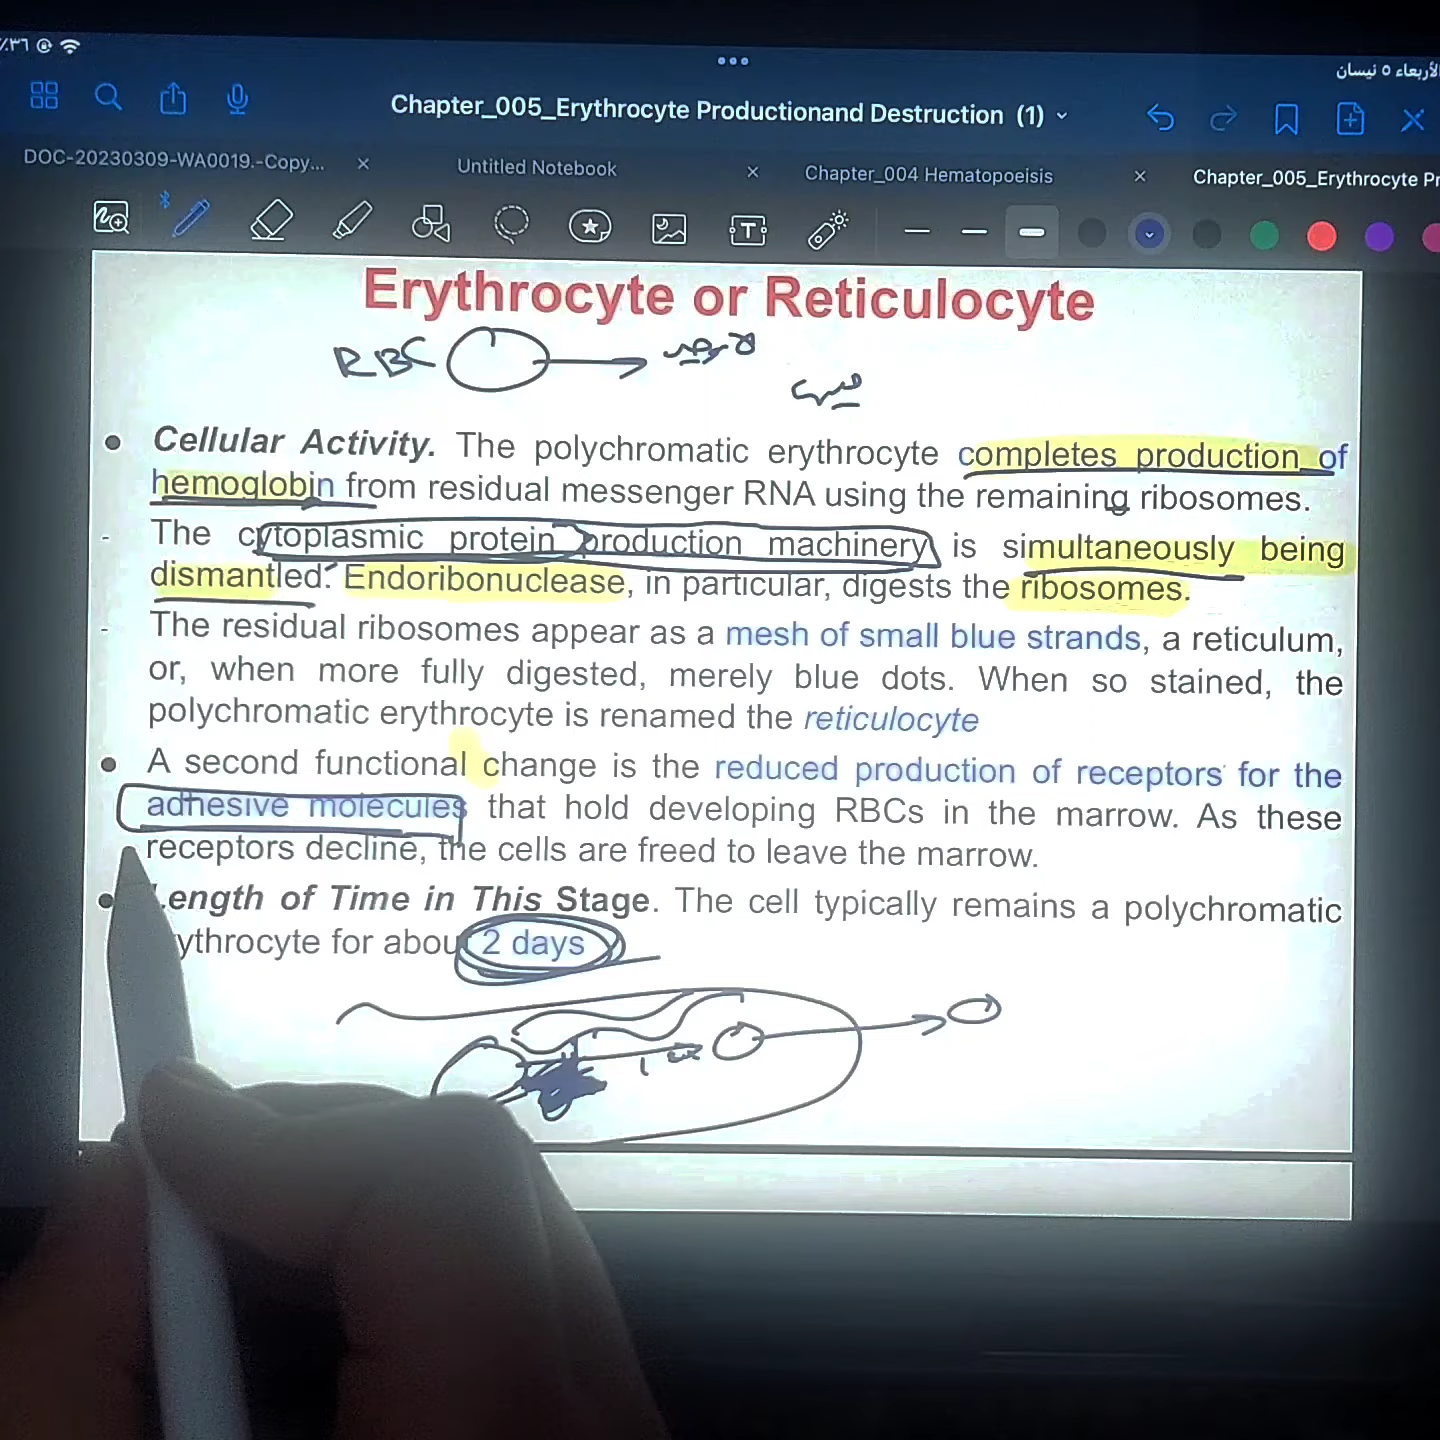 الأربعاء ٥ نيسان
Chapter_005_Erythrocyte Productionand Destruction (1)
DOC-20230309-WA0019.-Copy...
Untitled Notebook
Chapter_004 Hematopoeisis
Chapter_005_Erythrocyte Pr
Erythrocyte or Reticulocyte
RBC
Cellular Activity. The polychromatic erythrocyte completes production of
hemoglobin from residual messenger RNA using the remaining ribosomes.
- The cytoplasmic protein production machinery is simultaneously being
dismantled. Endoribonuclease, in particular, digests the ribosomes.
- The residual ribosomes appear as a mesh of small blue strands, a reticulum,
or, when more fully digested, merely blue dots. When so stained, the
polychromatic erythrocyte is renamed the reticulocyte
A second functional change is the reduced production of receptors for the
adhesive molecules that hold developing RBCs in the marrow. As these
receptors decline, the cells are freed to leave the marrow.
Length of Time in This Stage. The cell typically remains a polychromatic
ythrocyte for about 2 days